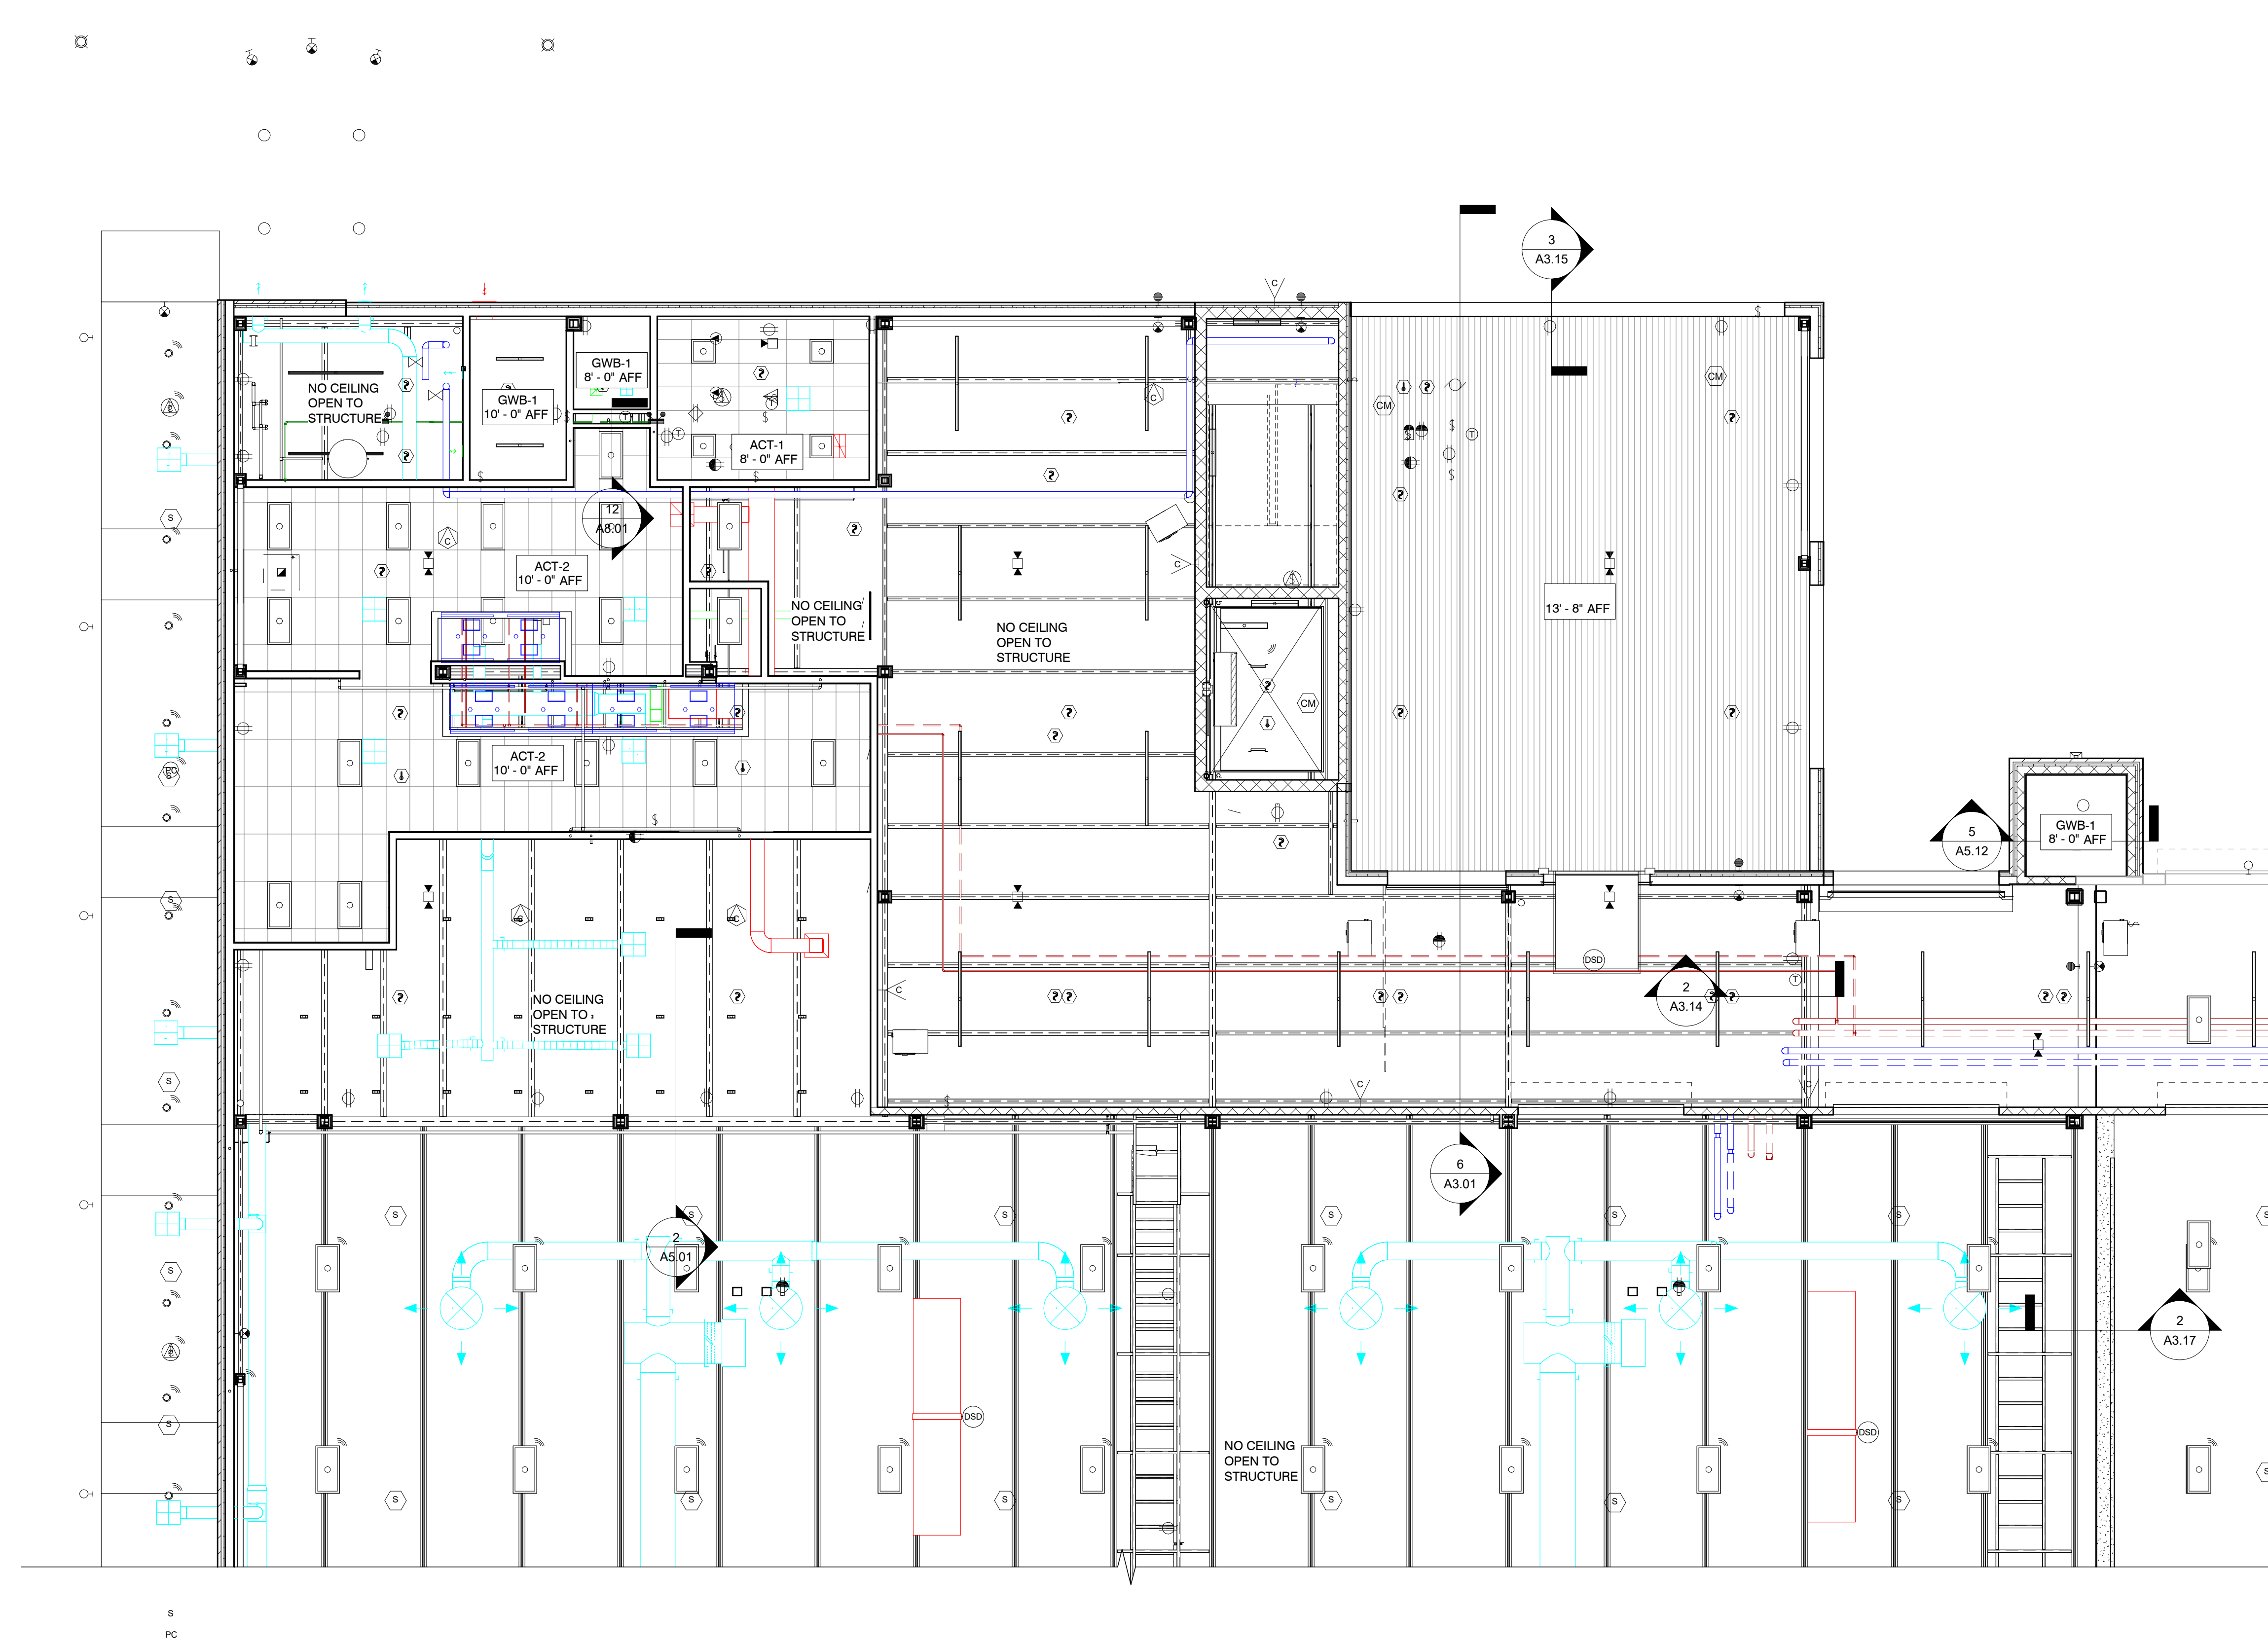 3
A3.15
C
NO CEILING
OPEN TO
STRUCTURE
GWB-1
10' - 0" AFF
GWB-1
8' - 0" AFF
ACT-1
8' - 0" AFF
T
T
T
C
CM
CM
T
S
12
A8.01
C
ACT-2
10' - 0" AFF
C
NO CEILING
OPEN TO
STRUCTURE
NO CEILING
OPEN TO
STRUCTURE
13' - 8" AFF
CM
ACT-2
10' - 0" AFF
PC
S
5
A5.12
GWB-1
8' - 0" AFF
S
C
C
DSD
T
C
2
A3.14
NO CEILING
OPEN TO
STRUCTURE
S
C
C
6
A3.01
S
S
S
S
S
S
S
2
A5.01
S
2
A3.17
DSD
DSD
S
NO CEILING
OPEN TO
STRUCTURE
S
S
S
S
S
S
S
S
PC